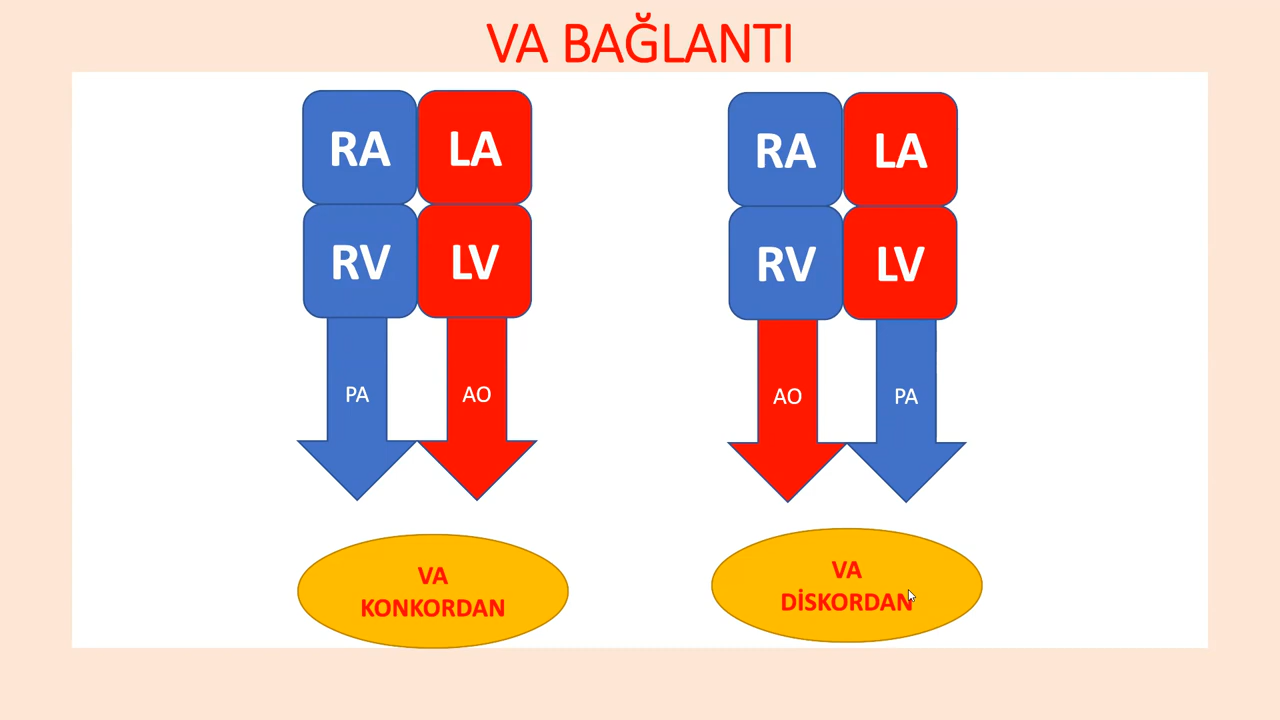 VA BAĞLANTI
RA LA
RV LV
PA AO
VA
KONKORDAN
RA LA
RV LV
AO PA
VA
DİSKORDAN